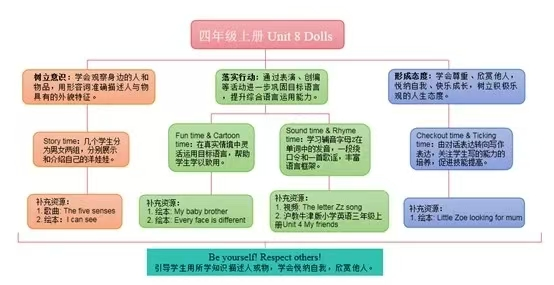 四年级上册 Unit 8 Dolls
树立意识：学会观察身边的人和
物品，用形容词准确描述人与物
具有的外貌特征。
落实行动：通过表演、创编
等活动进一步巩固目标语言
，提升综合语言运用能力。
形成态度：学会尊重、欣赏他人，
悦纳自我、快乐成长，树立积极乐
观的人生态度。
Story time：几个学生分
为男女两组，分别展示
和介绍自己的洋娃娃。
Fun time & Cartoon
time：在真实情境中灵
活运用目标语言，帮助
学生学以致用。
Sound time & Rhyme
time：学习辅音字母z在
单词中的发音，一段绕
口令和一首歌谣，丰富
语言框架。
Checkout time & Ticking
time：由对话表达转向写作
表达，关注学生写的能力的
培养，促进技能提高。
补充资源：
1. 歌曲: The five senses
2. 绘本：I can see
补充资源：
1. 绘本: My baby brother
2. 绘本: Every face is different
补充资源：
1. 视频: The letter Zz song
2. 沪教牛津版小学英语三年级上
册Unit 4 My friends
补充资源：
1. 绘本: Little Zoe looking for mum
Be yourself! Respect others!
引导学生用所学知识描述人或物，学会悦纳自我，欣赏他人。